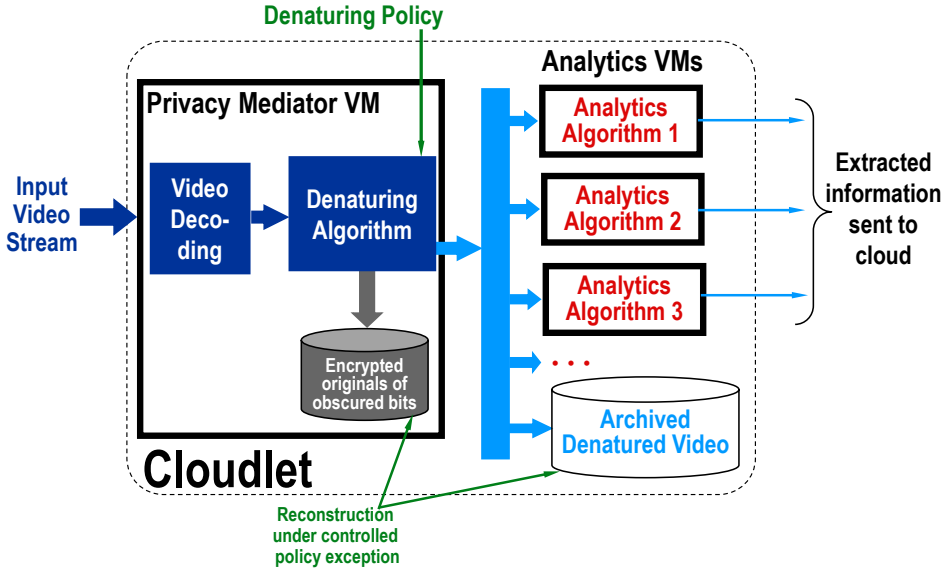 Denaturing Policy
Analytics VMs
Privacy Mediator VM
Input
Video
Stream
Video
Deco-
ding
Denaturing
Algorithm
Encrypted
originals of
obscured bits
Analytics
Algorithm 1
Analytics
Algorithm 2
Analytics
Algorithm 3
. . .
Archived
Denatured Video
Extracted
information
sent to
cloud
Cloudlet
Reconstruction
under controlled
policy exception